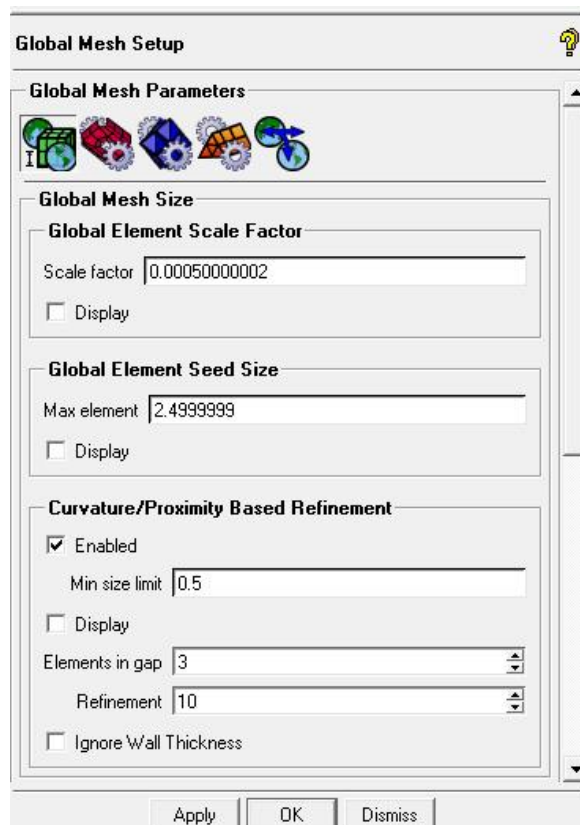 Global Mesh Setup
Global Mesh Parameters
Global Mesh Size
Global Element Scale Factor
Scale factor 0.00050000002
Display
Global Element Seed Size
Max element 2.4999999
Display
Curvature/Proximity Based Refinement
Enabled
Min size limit 0.5
Display
Elements in gap 3
Refinement 10
Ignore Wall Thickness
Apply OK Dismiss